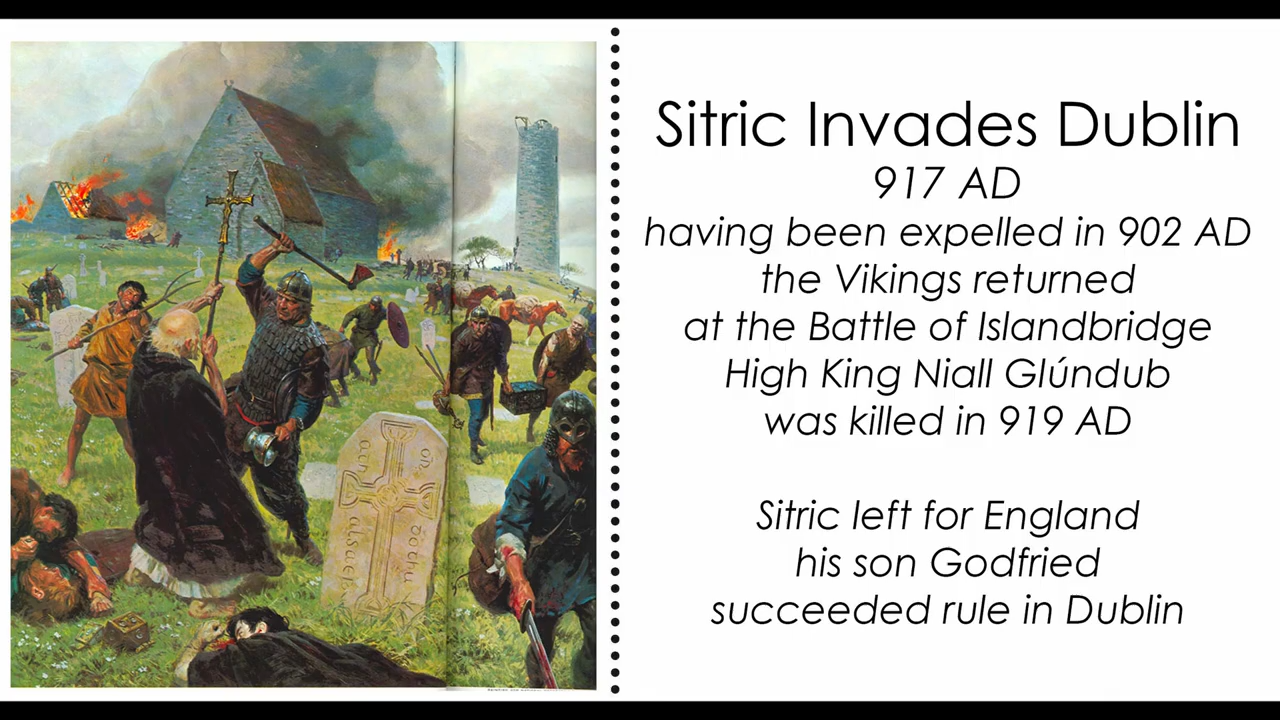 Sitric Invades Dublin
917 AD
having been expelled in 902 AD
the Vikings returned
at the Battle of Islandbridge
High King Niall Glúndub
was killed in 919 AD
Sitric left for England
his son Godfried
succeeded rule in Dublin